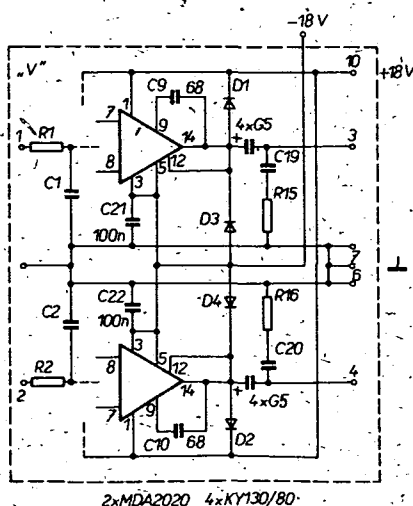 -18V
„V"
10
+18V
C9
68
D1
1
7
9
14
4xG5
+
3
1
R1
8
5
12
3
C19
C1
C21
100n
D3
R15
7
6
C2
C22
100n
D4
R16
3
5
12
C20
8
14
+
4
R2
2
7
9
4xG5
1
C10
68
D2
2xMDA2020 4xKY130/80